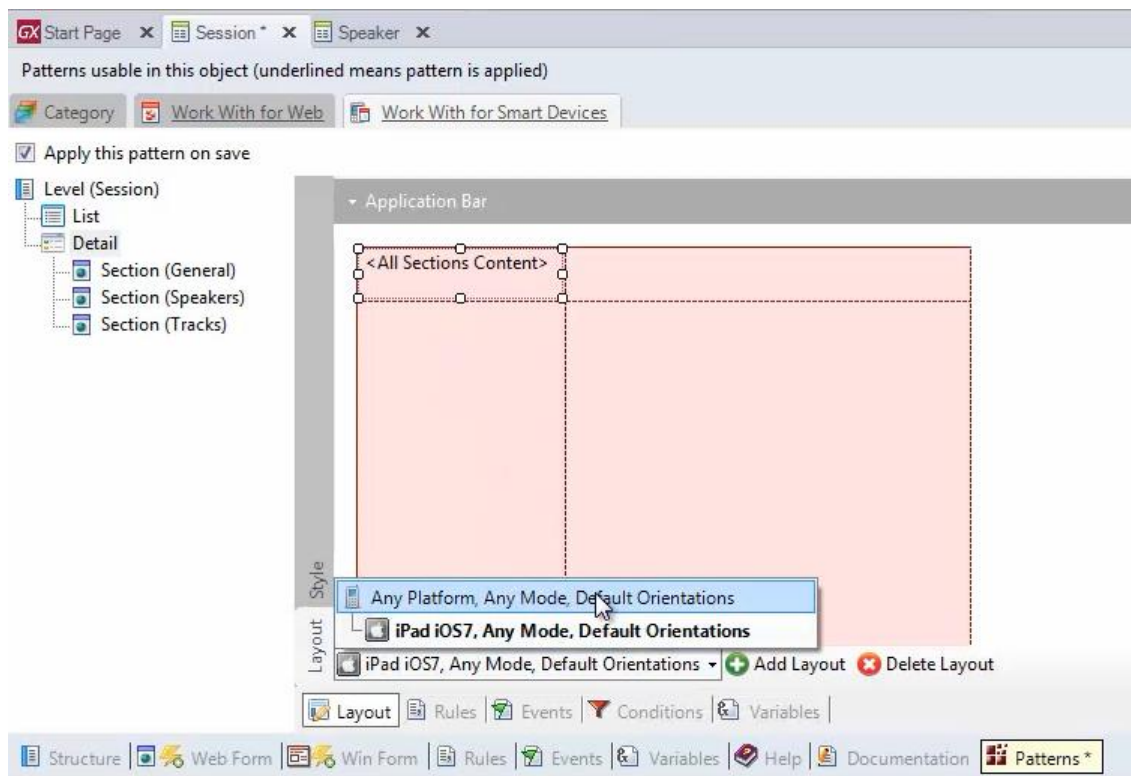 GX Start Page Session * Speaker
Patterns usable in this object (underlined means pattern is applied)
Category Work With for Web Work With for Smart Devices
Apply this pattern on save
Level (Session)
List
Detail
Section (General)
Section (Speakers)
Section (Tracks)
Application Bar
<All Sections Content>
Style
Layout
Any Platform, Any Mode, Default Orientations
iPad iOS7, Any Mode, Default Orientations
iPad iOS7, Any Mode, Default Orientations Add Layout Delete Layout
Layout Rules Events Conditions Variables
Structure Web Form Win Form Rules Events Variables Help Documentation Patterns *